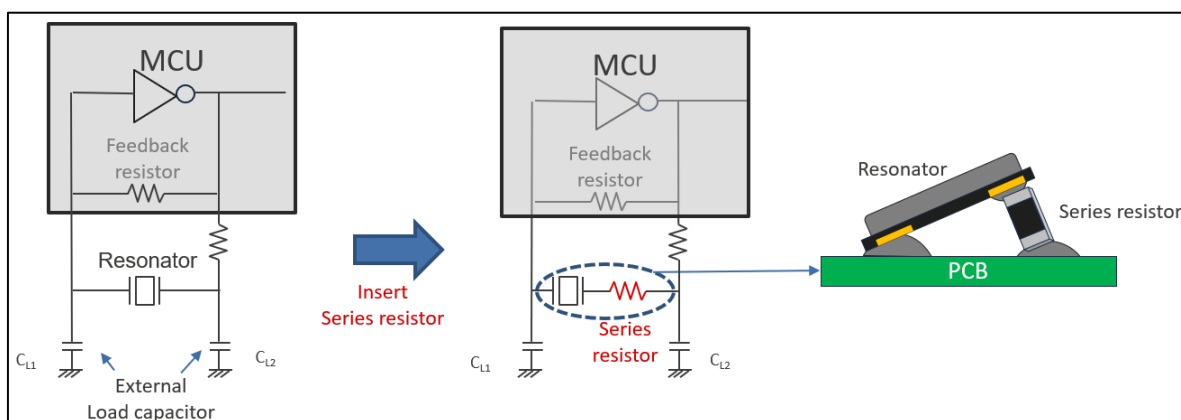 MCU
Feedback
resistor
Resonator
CL1
CL2
External
Load capacitor
Insert
Series resistor
MCU
Feedback
resistor
Series
resistor
CL1
CL2
Resonator
Series resistor
PCB